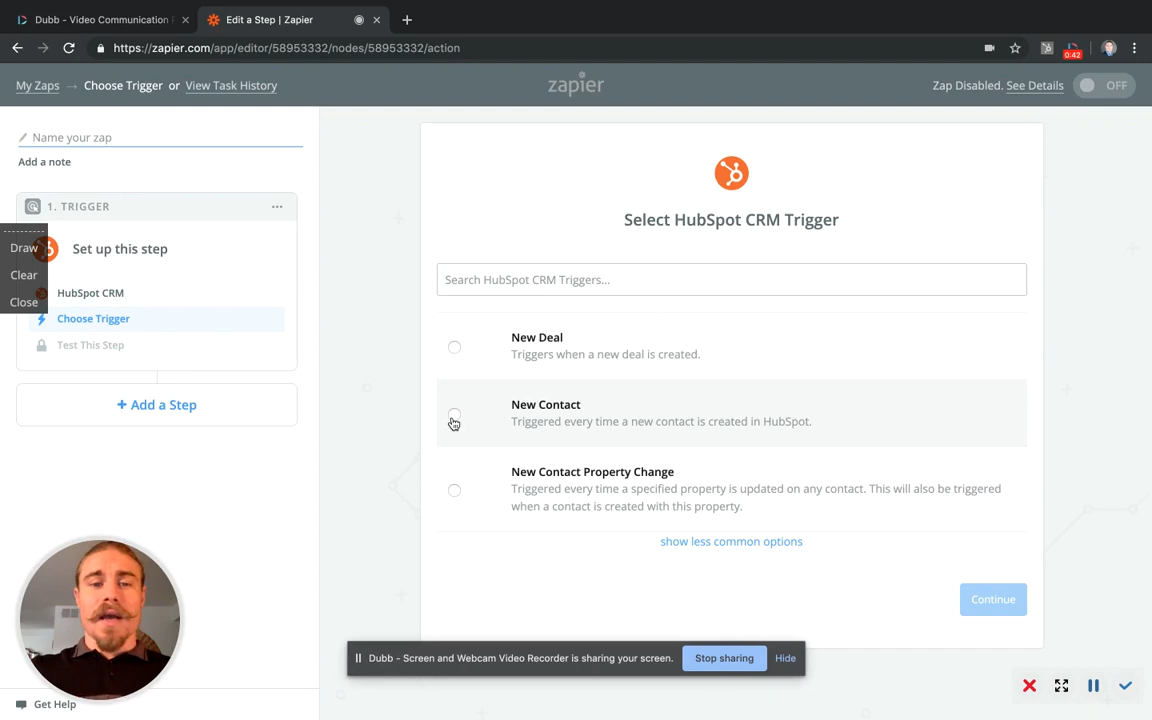 Dubb - Video Communication
Edit a Step | Zapier
https://zapier.com/app/editor/58953332/nodes/58953332/action
0:42
My Zaps → Choose Trigger or View Task History
zapier
Zap Disabled. See Details
OFF
Name your zap
Add a note
1. TRIGGER
Set up this step
Draw
Clear
Close
HubSpot CRM
Choose Trigger
Test This Step
+ Add a Step
Select HubSpot CRM Trigger
Search HubSpot CRM Triggers...
New Deal
Triggers when a new deal is created.
New Contact
Triggered every time a new contact is created in HubSpot.
New Contact Property Change
Triggered every time a specified property is updated on any contact. This will also be triggered
when a contact is created with this property.
show less common options
Continue
Dubb - Screen and Webcam Video Recorder is sharing your screen.
Stop sharing
Hide
Get Help